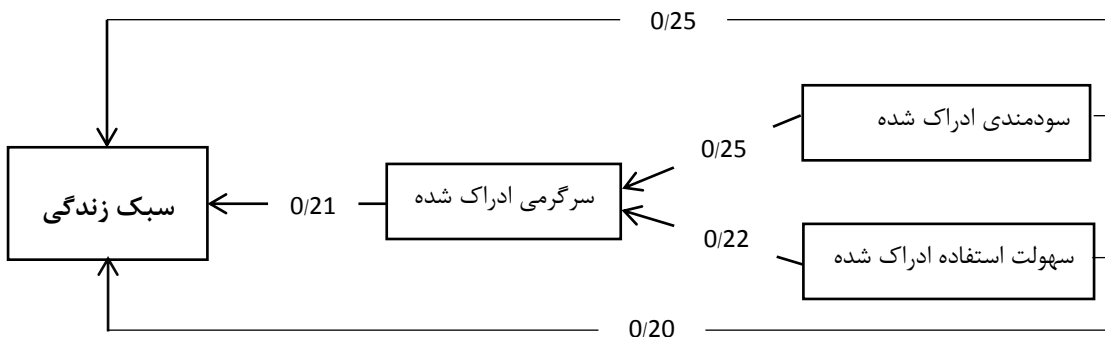 0/25
سودمندی ادراک شده
0/25
سرگرمی ادراک شده
0/21
سبک زندگی
0/22
سهولت استفاده ادراک شده
0/20